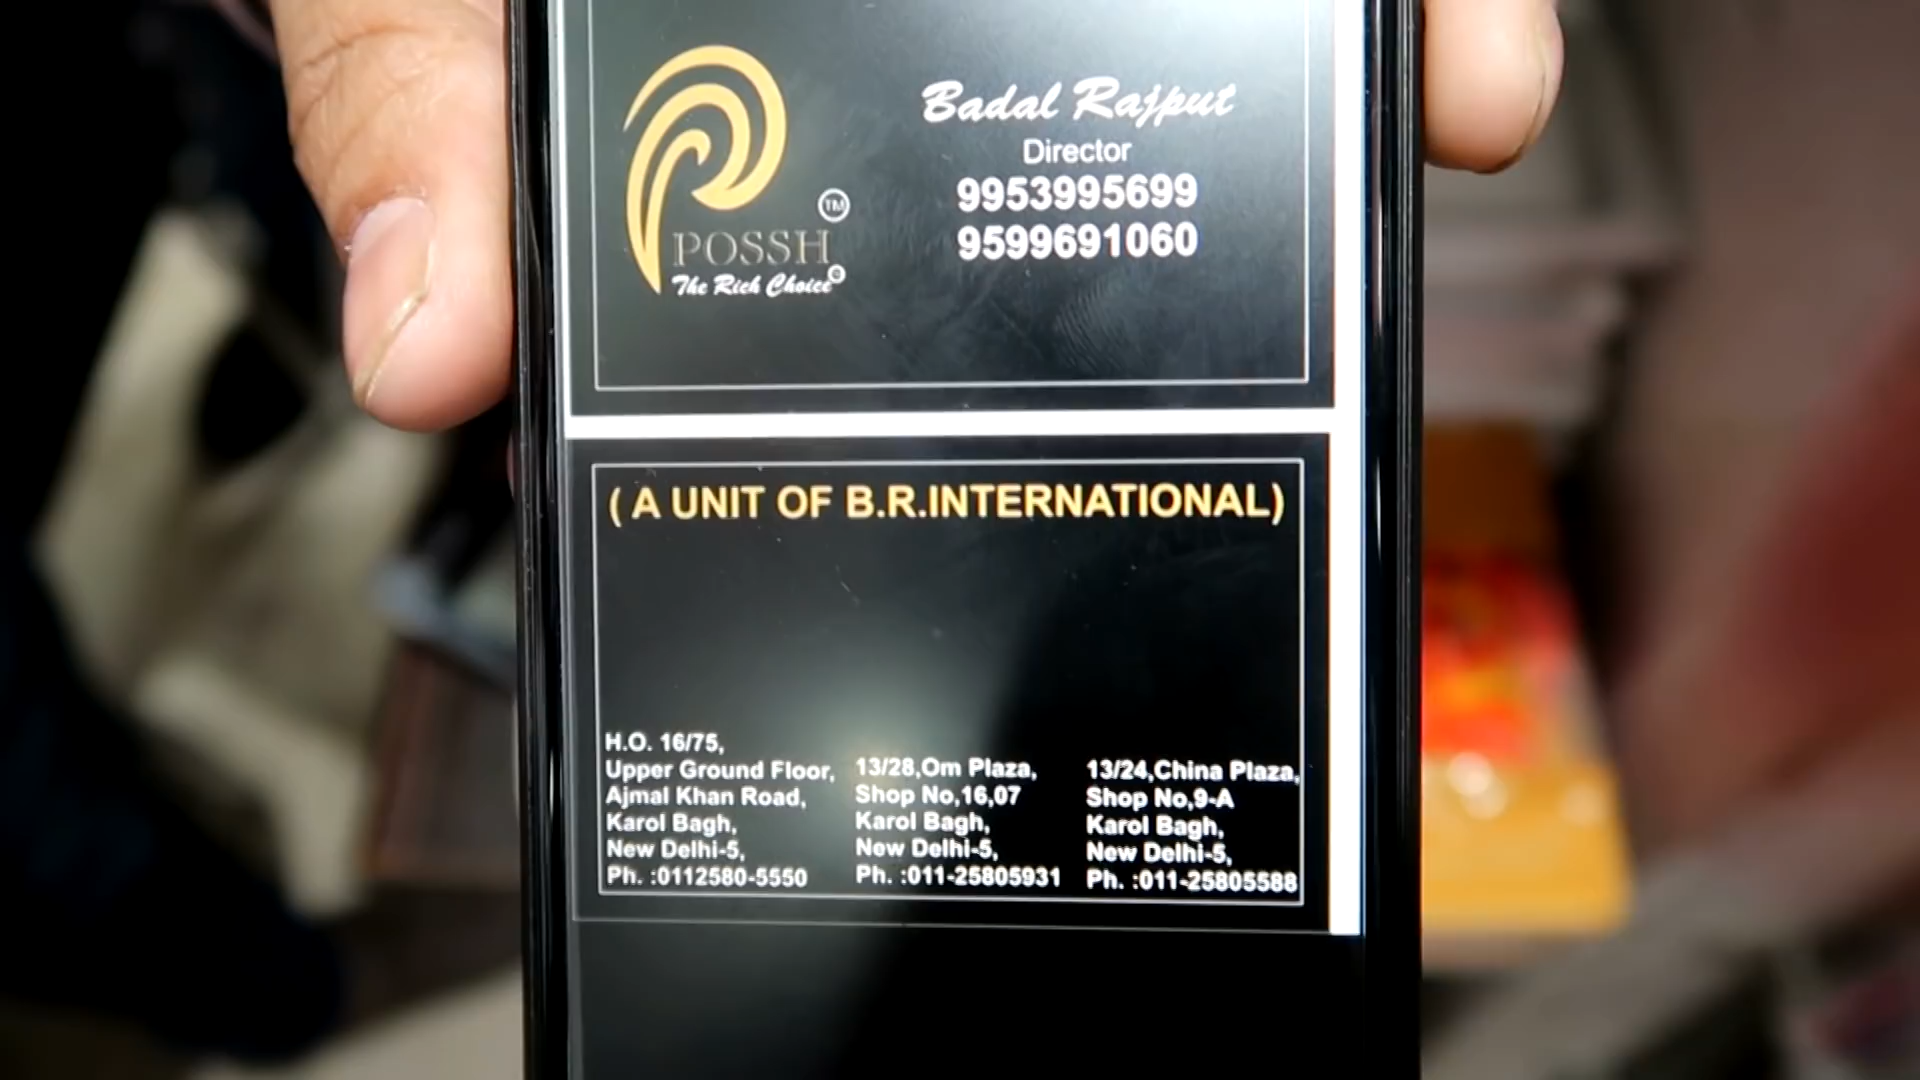 POSSH
TM
The Rich Choice
Badal Rajput
Director
9953995699
9599691060
( A UNIT OF B.R.INTERNATIONAL)
H.O. 16/75,
Upper Ground Floor,
Ajmal Khan Road,
Karol Bagh,
New Delhi-5,
Ph. :0112580-5550
13/28,Om Plaza,
Shop No,16,07
Karol Bagh,
New Delhi-5,
Ph. :011-25805931
13/24,China Plaza,
Shop No,9-A
Karol Bagh,
New Delhi-5,
Ph. :011-25805588